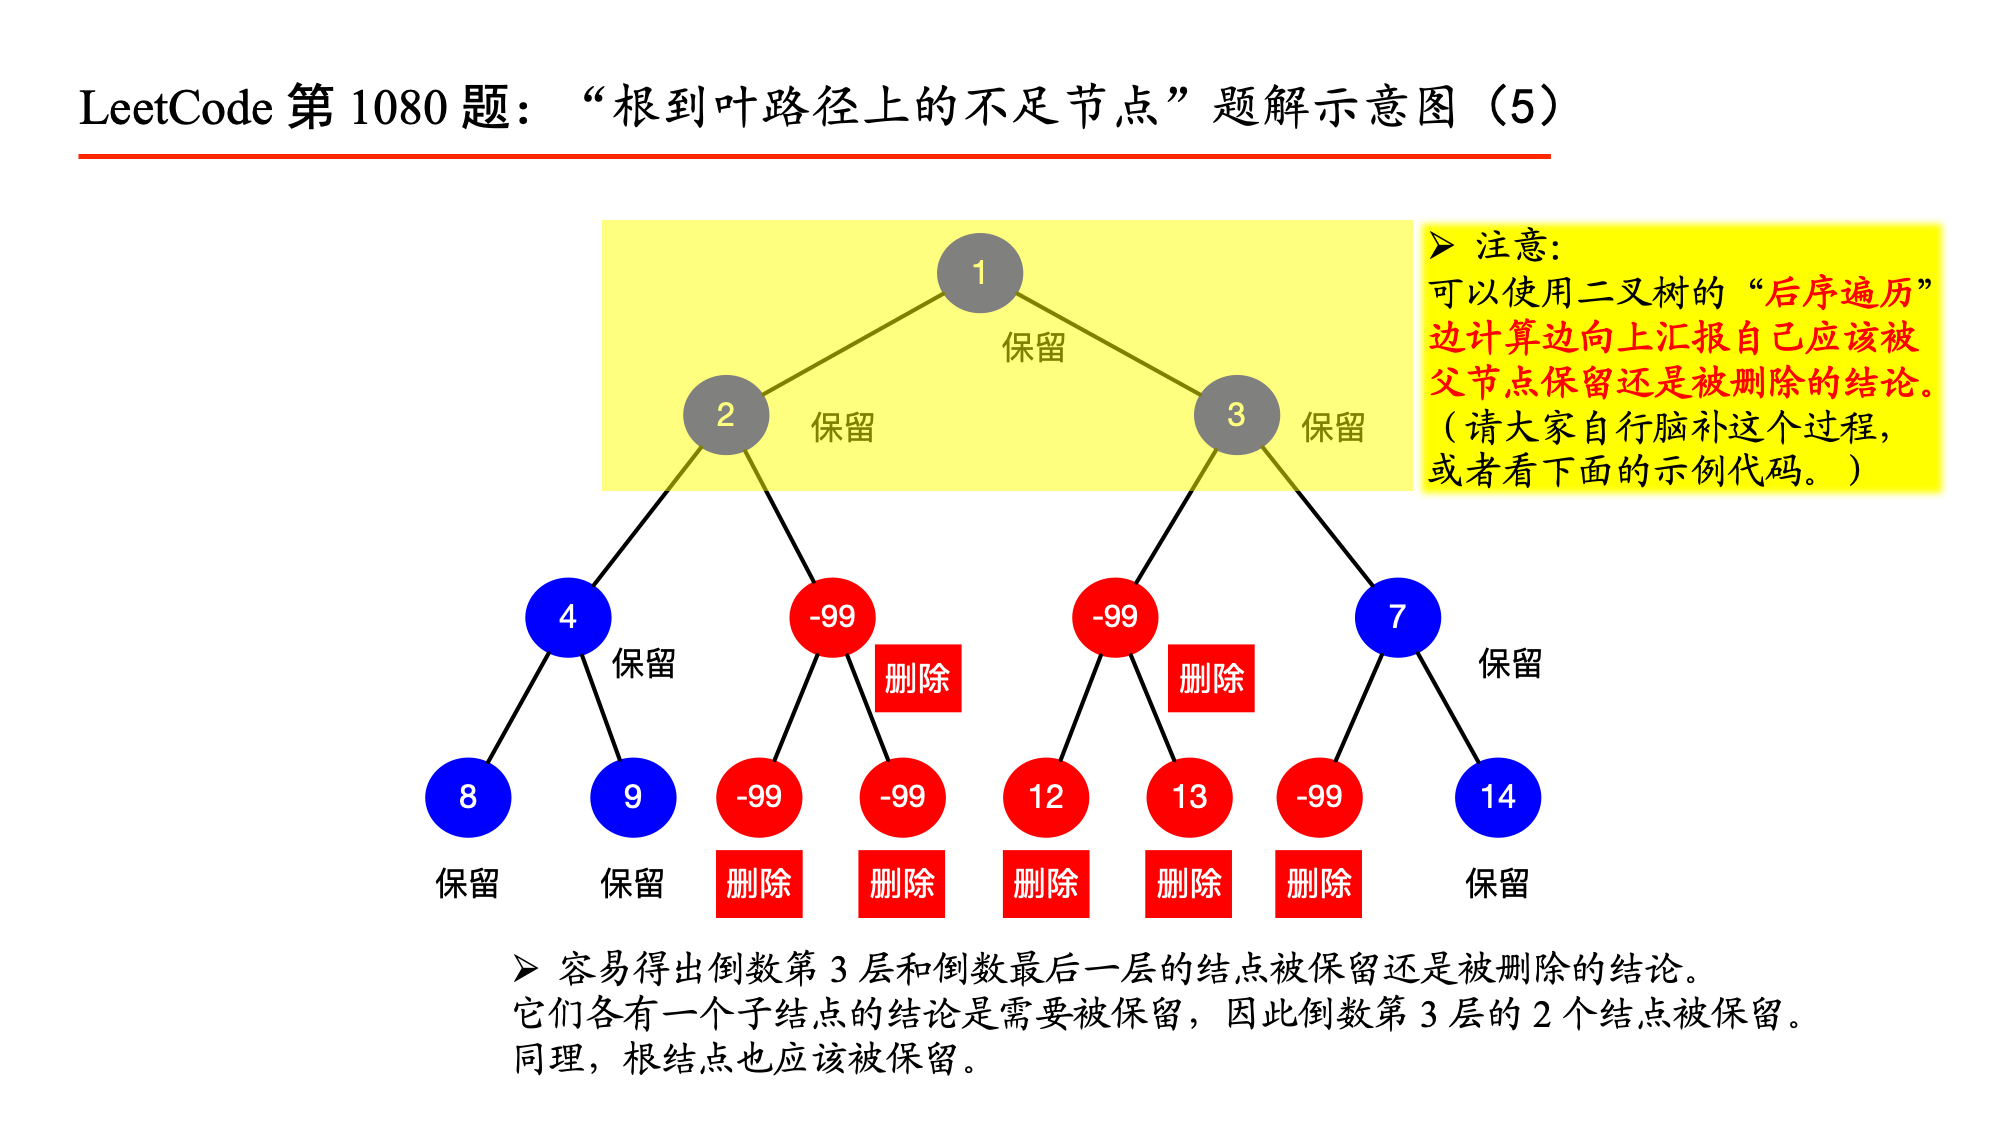 LeetCode 第 1080 题：“根到叶路径上的不足节点”题解示意图（5）
➢ 注意:
可以使用二叉树的“后序遍历”
边计算边向上汇报自己应该被
父节点保留还是被删除的结论。
（请大家自行脑补这个过程，
或者看下面的示例代码。）
1
保留
2
保留
3
保留
4
保留
-99
删除
-99
删除
7
保留
8
9
-99
-99
12
13
-99
14
保留
保留
删除
删除
删除
删除
删除
保留
➢ 容易得出倒数第 3 层和倒数最后一层的结点被保留还是被删除的结论。
它们各有一个子结点的结论是需要被保留，因此倒数第 3 层的 2 个结点被保留。
同理，根结点也应该被保留。